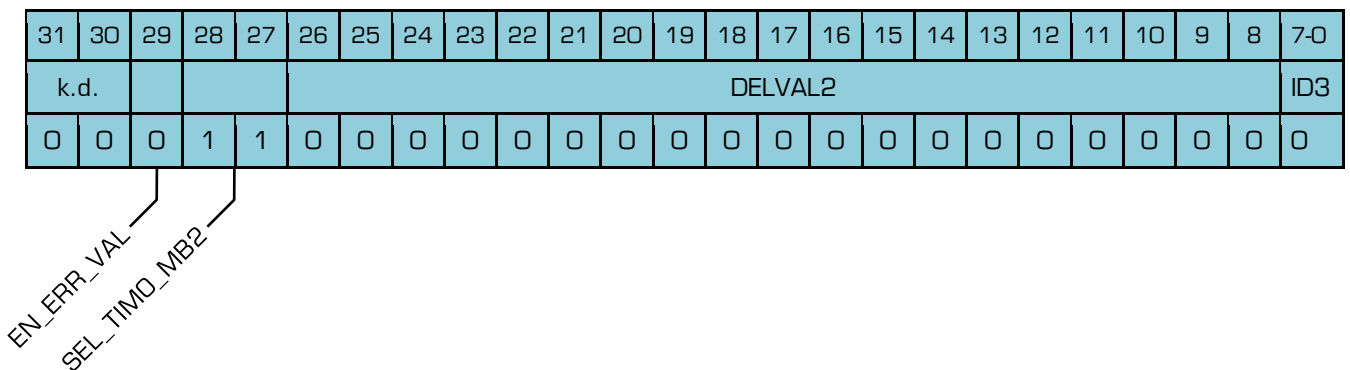 31 30 29 28 27 26 25 24 23 22 21 20 19 18 17 16 15 14 13 12 11 10 9 8 7-0
k.d. DELVAL2 ID3
0 0 0 1 1 0 0 0 0 0 0 0 0 0 0 0 0 0 0 0 0 0 0 0 0
EN_ERR_VAL
SEL_TIMO_MB2